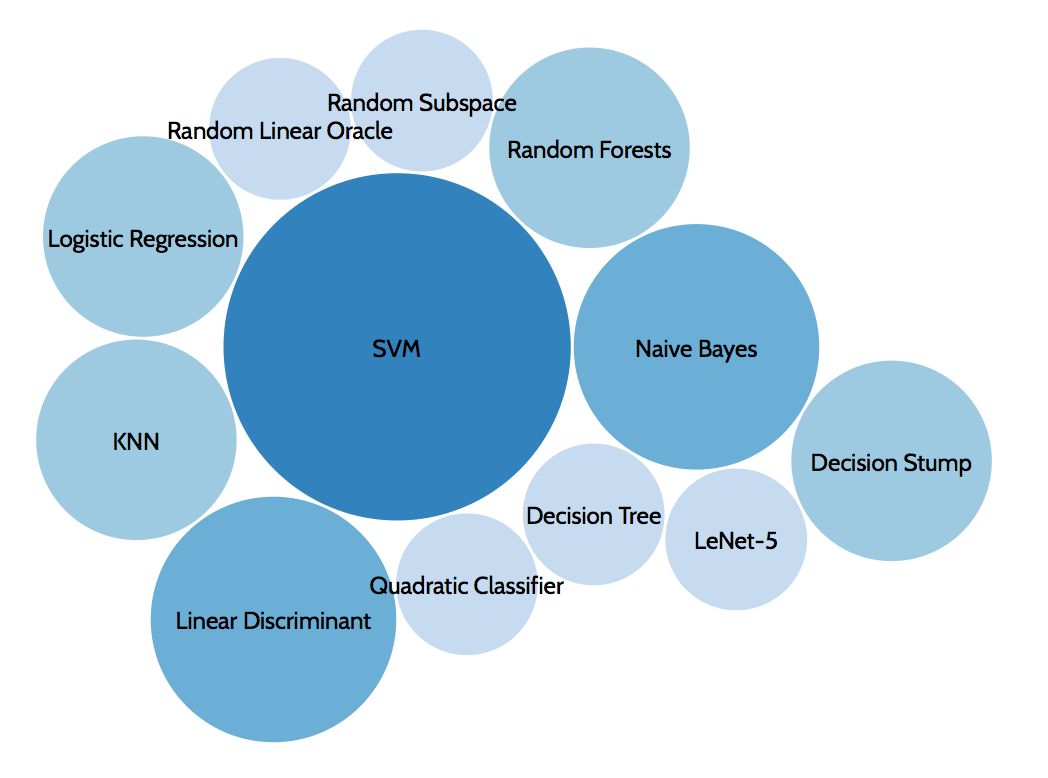 Random Subspace
Random Linear Oracle
Random Forests
Logistic Regression
SVM
Naive Bayes
KNN
Decision Stump
Decision Tree
LeNet-5
Quadratic Classifier
Linear Discriminant